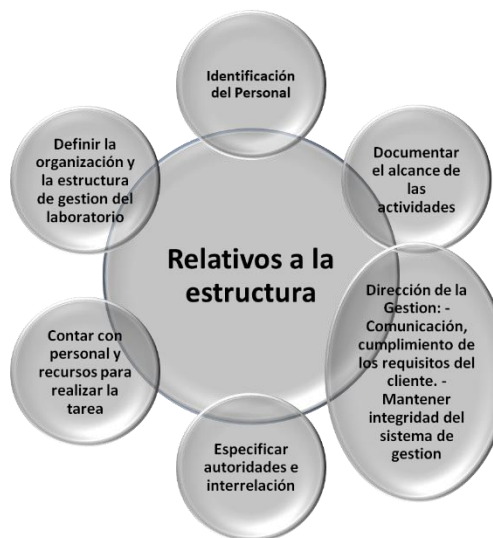 Identificación
del Personal
Documentar
el alcance de
las
actividades
Dirección de la
Gestion: -
Comunicación,
cumplimiento de
los requisitos del
cliente. -
Mantener
integridad del
sistema de
gestion
Especificar
autoridades e
interrelación
Contar con
personal y
recursos para
realizar la
tarea
Definir la
organización y
la estructura
de gestion del
laboratorio
Relativos a la
estructura